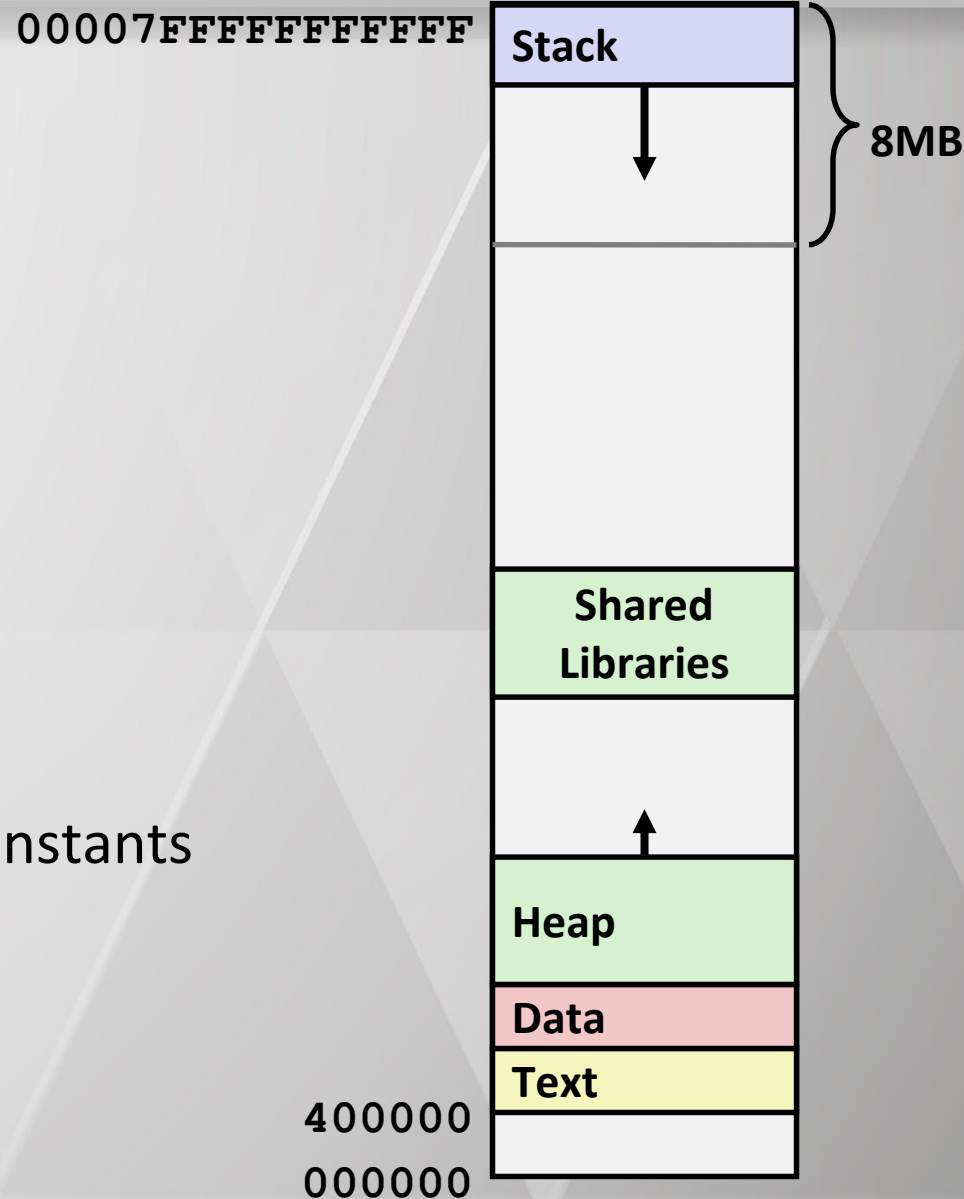 00007FFFFFFFFFFF
Stack
8MB
Shared
Libraries
nstants
Heap
Data
Text
400000
000000